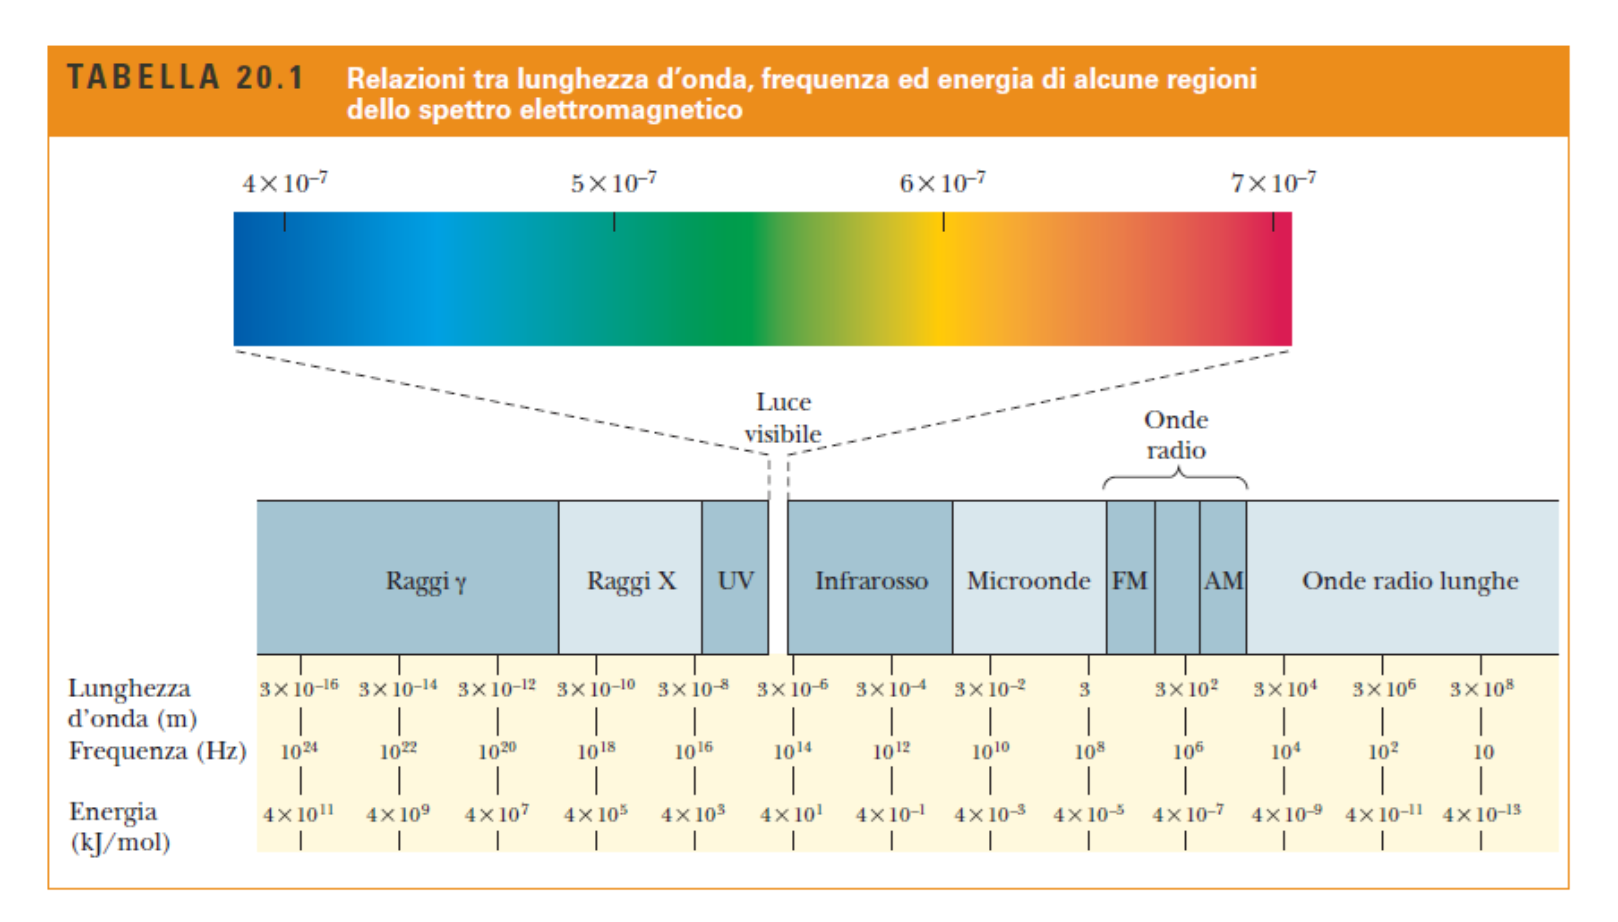 TABELLA 20.1 Relazioni tra lunghezza d’onda, frequenza ed energia di alcune regioni
dello spettro elettromagnetico
4×10⁻⁷ 5×10⁻⁷ 6×10⁻⁷ 7×10⁻⁷
Luce
visibile
Onde
radio
Raggi γ Raggi X UV Infrarosso Microonde FM AM Onde radio lunghe
Lunghezza
d’onda (m) 3×10⁻¹⁶ 3×10⁻¹⁴ 3×10⁻¹² 3×10⁻¹⁰ 3×10⁻⁸ 3×10⁻⁶ 3×10⁻⁴ 3×10⁻² 3 3×10² 3×10⁴ 3×10⁶ 3×10⁸
Frequenza (Hz) 10²⁴ 10²² 10²⁰ 10¹⁸ 10¹⁶ 10¹⁴ 10¹² 10¹⁰ 10⁸ 10⁶ 10⁴ 10² 10
Energia
(kJ/mol) 4×10¹¹ 4×10⁹ 4×10⁷ 4×10⁵ 4×10³ 4×10¹ 4×10⁻¹ 4×10⁻³ 4×10⁻⁵ 4×10⁻⁷ 4×10⁻⁹ 4×10⁻¹¹ 4×10⁻¹³